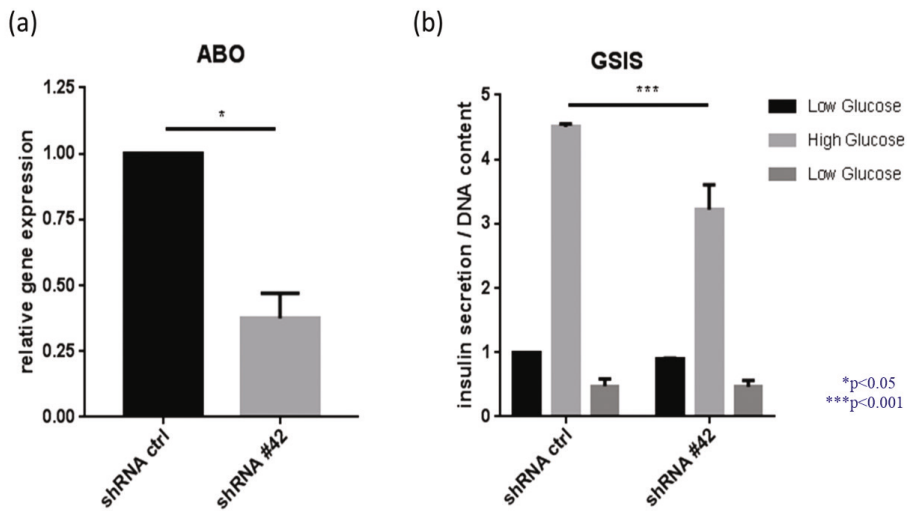 (a)
ABO
relative gene expression
1.25
1.00
0.75
0.50
0.25
0.00
*
shRNA ctrl
shRNA #42
(b)
GSIS
insulin secretion / DNA content
5
4
3
2
1
0
***
shRNA ctrl
shRNA #42
Low Glucose
High Glucose
Low Glucose
*p<0.05
***p<0.001